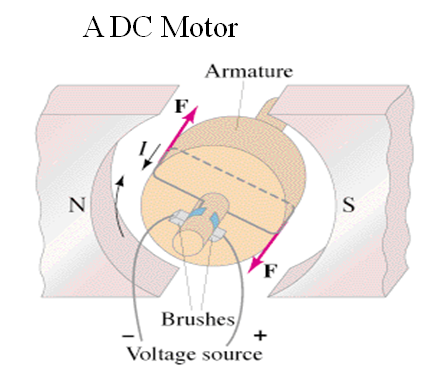 A DC Motor
Armature
F
I
N
S
F
Brushes
− +
Voltage source